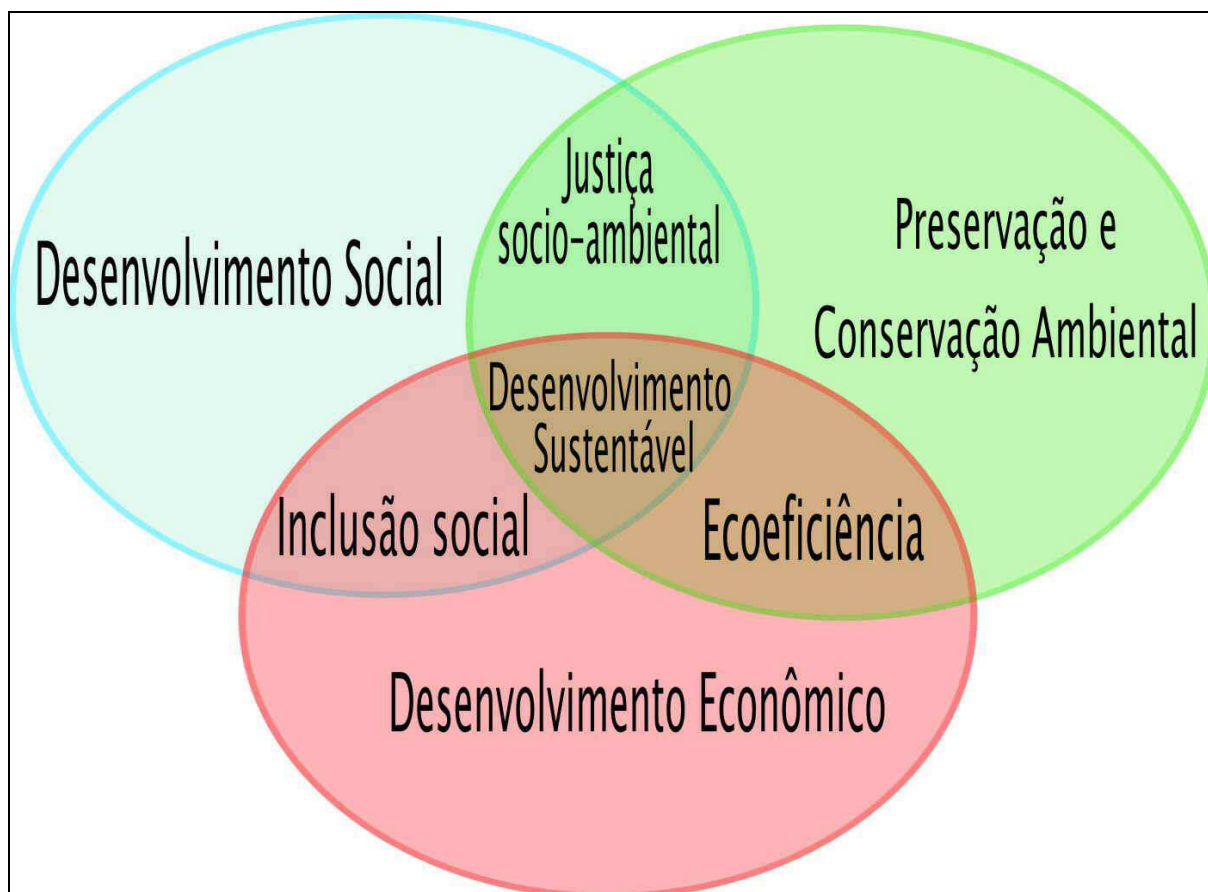 Justiça
socio-ambiental
Desenvolvimento Social
Preservação e
Conservação Ambiental
Desenvolvimento
Sustentável
Inclusão social
Ecoeficiência
Desenvolvimento Econômico